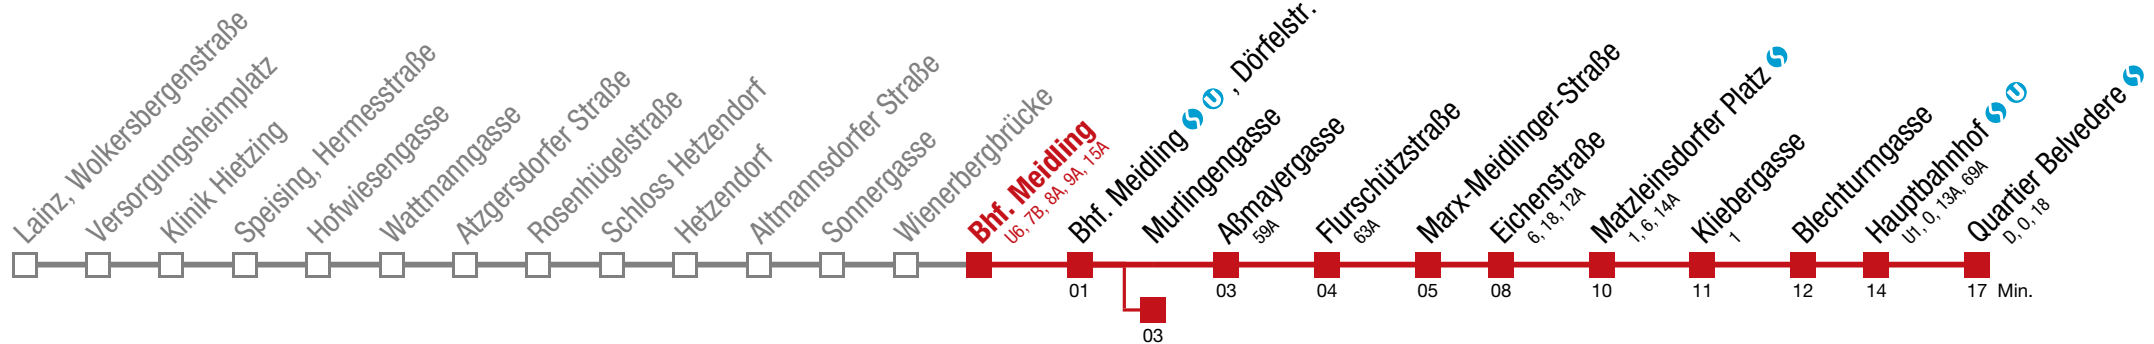 Lainz, Wolkersbergenstraße
Versorgungsheimplatz
Klinik Hietzing
Speising, Hermesstraße
Hofwiesengasse
Wattmanngasse
Atzgersdorfer Straße
Rosenhügelstraße
Schloss Hetzendorf
Hetzendorf
Altmannsdorfer Straße
Sonnergasse
Wienerbergbrücke
Bhf. Meidling
U6, 7B, 8A, 9A, 15A
Bhf. Meidling S U , Dörfelstr.
Murlingengasse
Aßmayergasse
59A
Flurschützstraße
63A
Marx-Meidlinger-Straße
Eichenstraße
6, 18, 12A
Matzleinsdorfer Platz S
1, 6, 14A
Kliebergasse
1
Blechturmgasse
Hauptbahnhof S U
U1, O, 13A, 69A
Quartier Belvedere S
D, O, 18
01
03
04
05
08
10
11
12
14
17 Min.
03